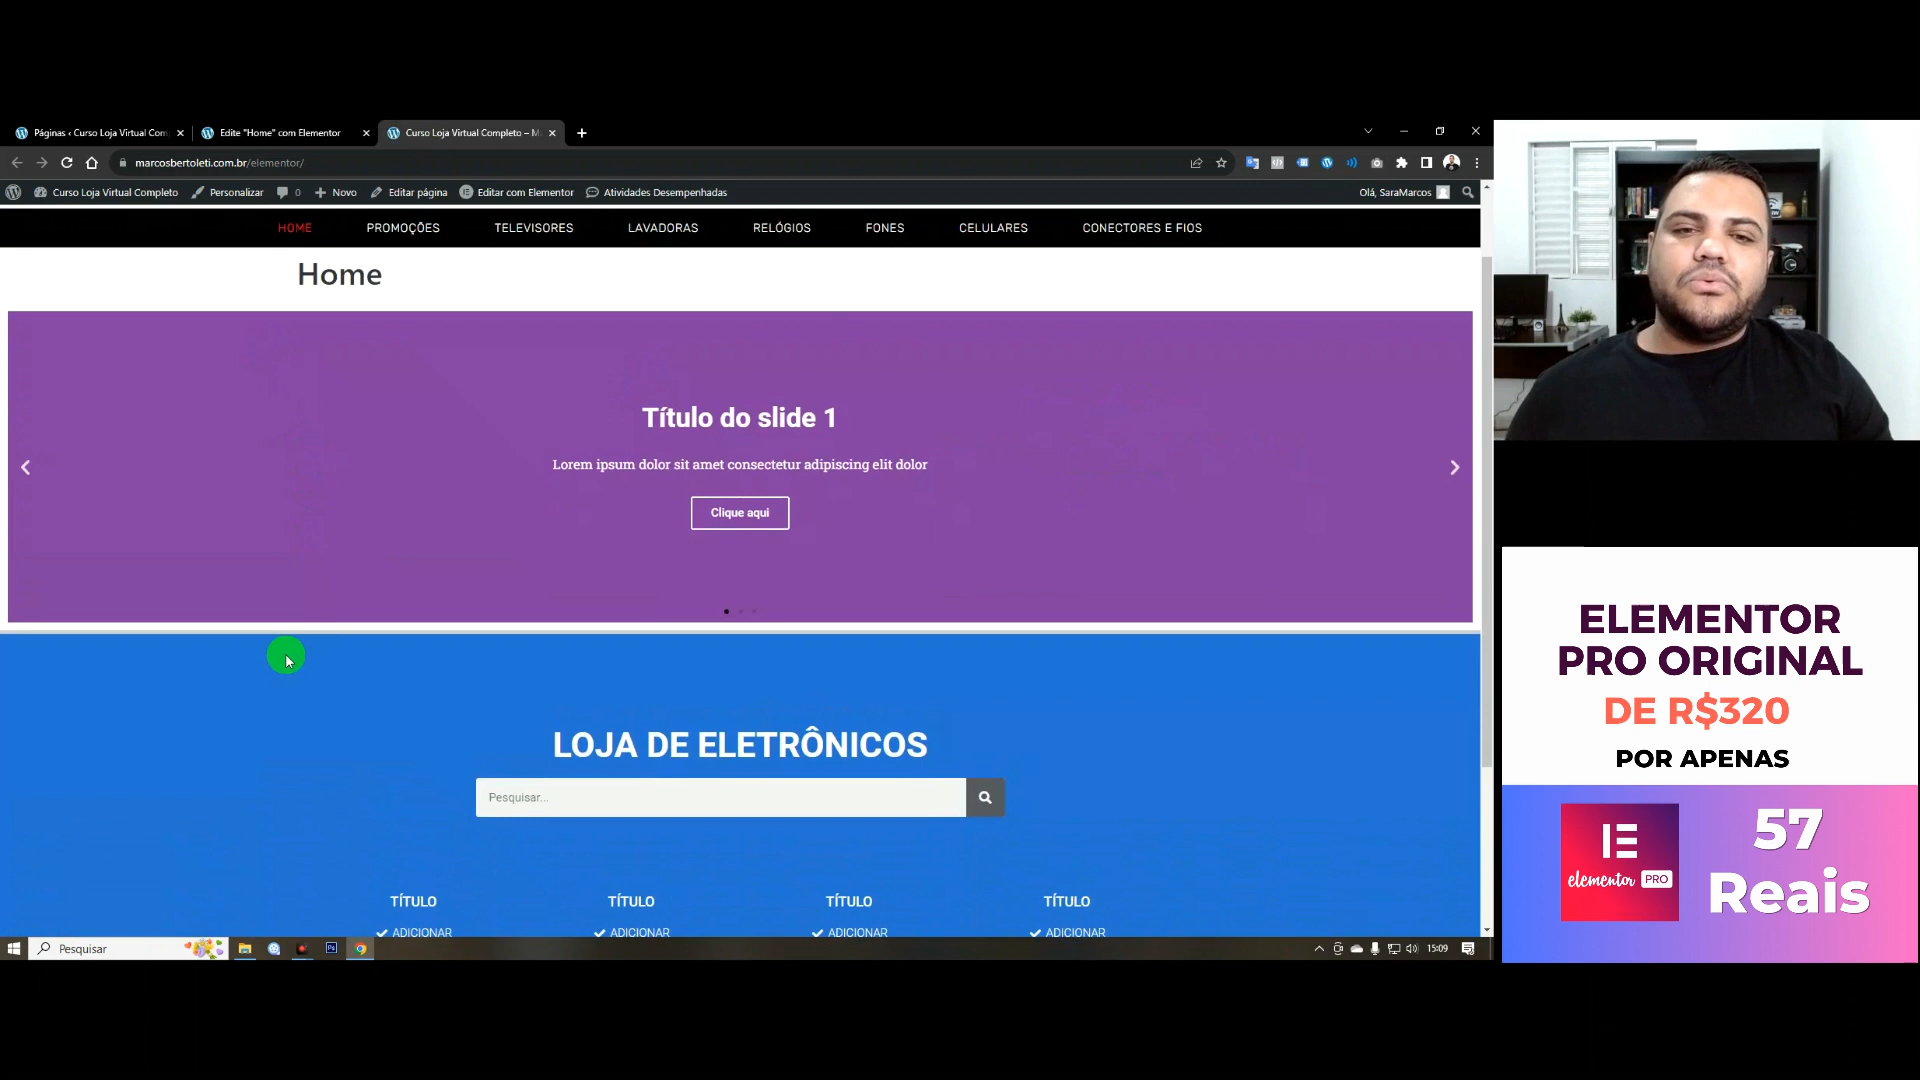 Páginas ‹ Curso Loja Virtual Com
Edite "Home" com Elementor
Curso Loja Virtual Completo – M
marcosbertoleti.com.br/elementor/
Curso Loja Virtual Completo
Personalizar
0
Novo
Editar página
Editar com Elementor
Atividades Desempenhadas
Olá, SaraMarcos
HOME
PROMOÇÕES
TELEVISORES
LAVADORAS
RELÓGIOS
FONES
CELULARES
CONECTORES E FIOS
Home
Título do slide 1
Lorem ipsum dolor sit amet consectetur adipiscing elit dolor
Clique aqui
LOJA DE ELETRÔNICOS
Pesquisar...
TÍTULO
TÍTULO
TÍTULO
TÍTULO
ADICIONAR
ADICIONAR
ADICIONAR
ADICIONAR
Pesquisar
Ps
15:09
ELEMENTOR
PRO ORIGINAL
DE R$320
POR APENAS
elementor PRO
57
Reais